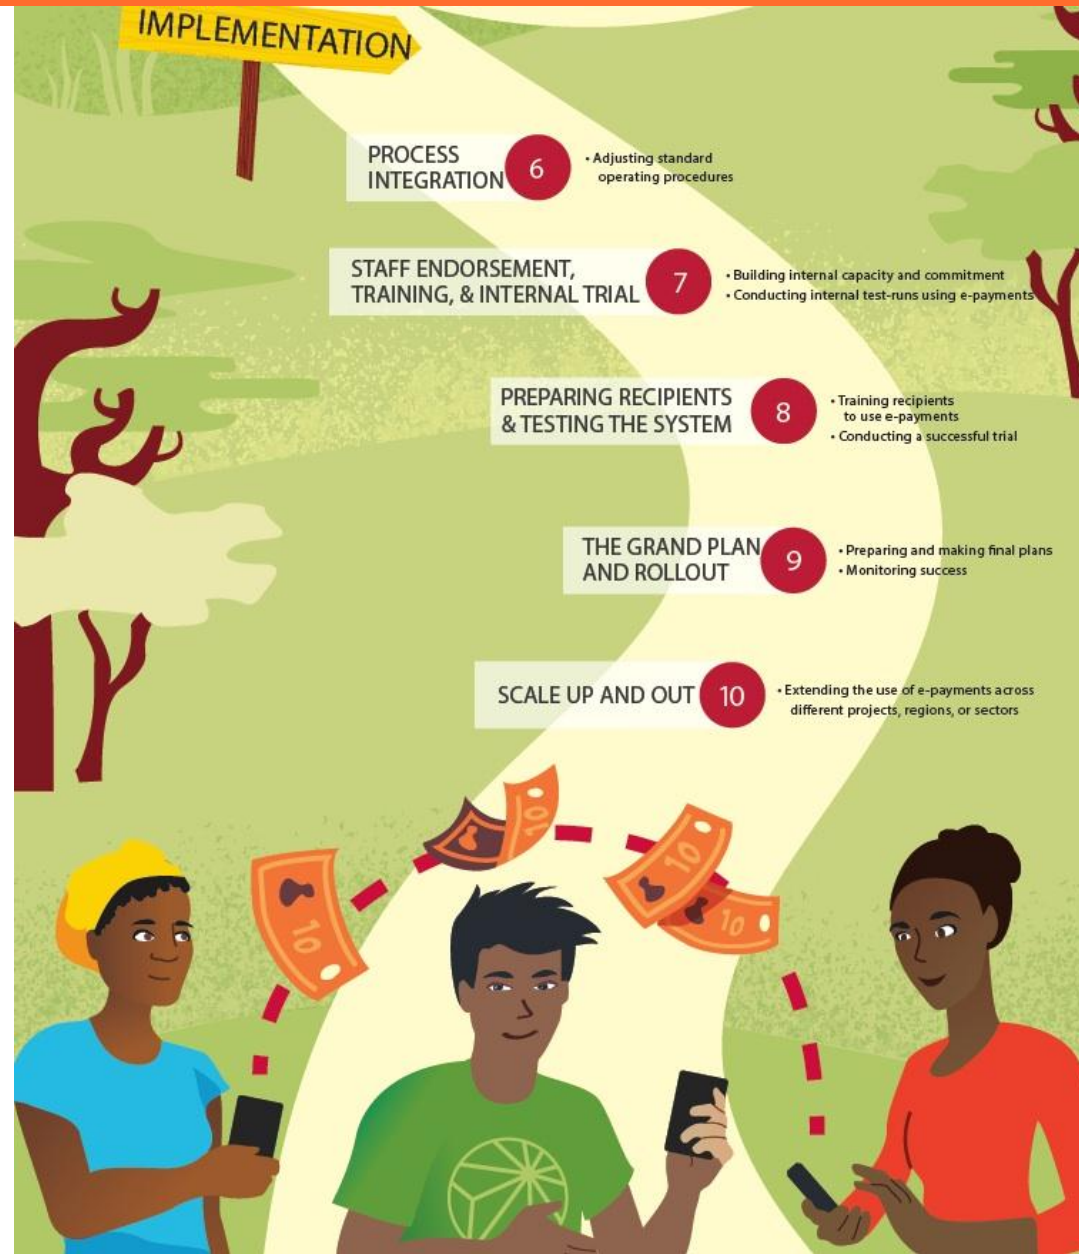 IMPLEMENTATION
PROCESS
INTEGRATION
6
• Adjusting standard
operating procedures
STAFF ENDORSEMENT,
TRAINING, & INTERNAL TRIAL
7
• Building internal capacity and commitment
• Conducting internal test-runs using e-payments
PREPARING RECIPIENTS
& TESTING THE SYSTEM
8
• Training recipients
to use e-payments
• Conducting a successful trial
THE GRAND PLAN
AND ROLLOUT
9
• Preparing and making final plans
• Monitoring success
SCALE UP AND OUT
10
• Extending the use of e-payments across
different projects, regions, or sectors
10
10
10
10